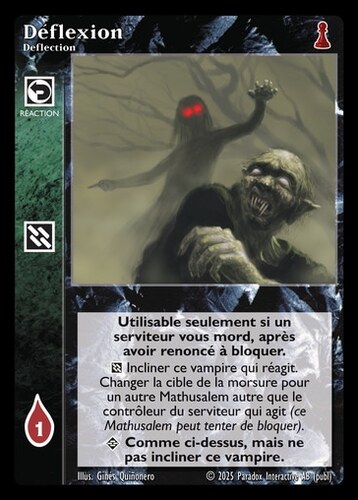 Déflexion
Deflection
RÉACTION
Utilisable seulement si un
serviteur vous mord, après
avoir renoncé à bloquer.
Incliner ce vampire qui réagit.
Changer la cible de la morsure pour
un autre Mathusalem autre que le
contrôleur du serviteur qui agit (ce
Mathusalem peut tenter de bloquer).
Comme ci-dessus, mais ne
pas incliner ce vampire.
1
Illus. Ginés Quiñonero © 2025 Paradox Interactive AB (publ)